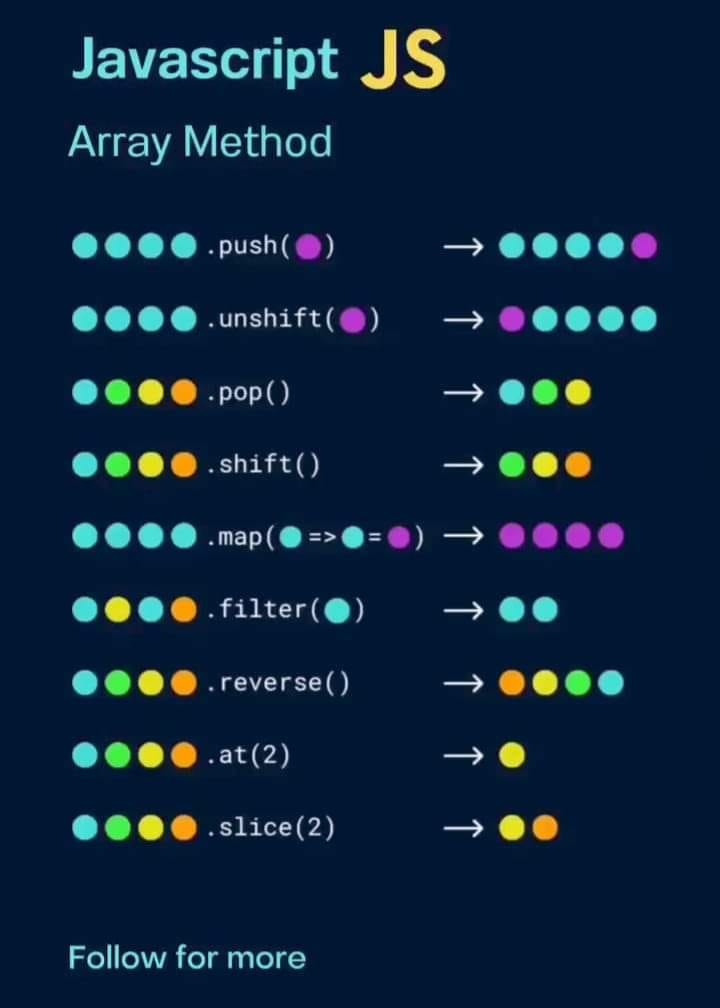 Javascript JS
Array Method
.push( )
.unshift( )
.pop()
.shift()
.map( => = )
.filter( )
.reverse()
.at(2)
.slice(2)
Follow for more